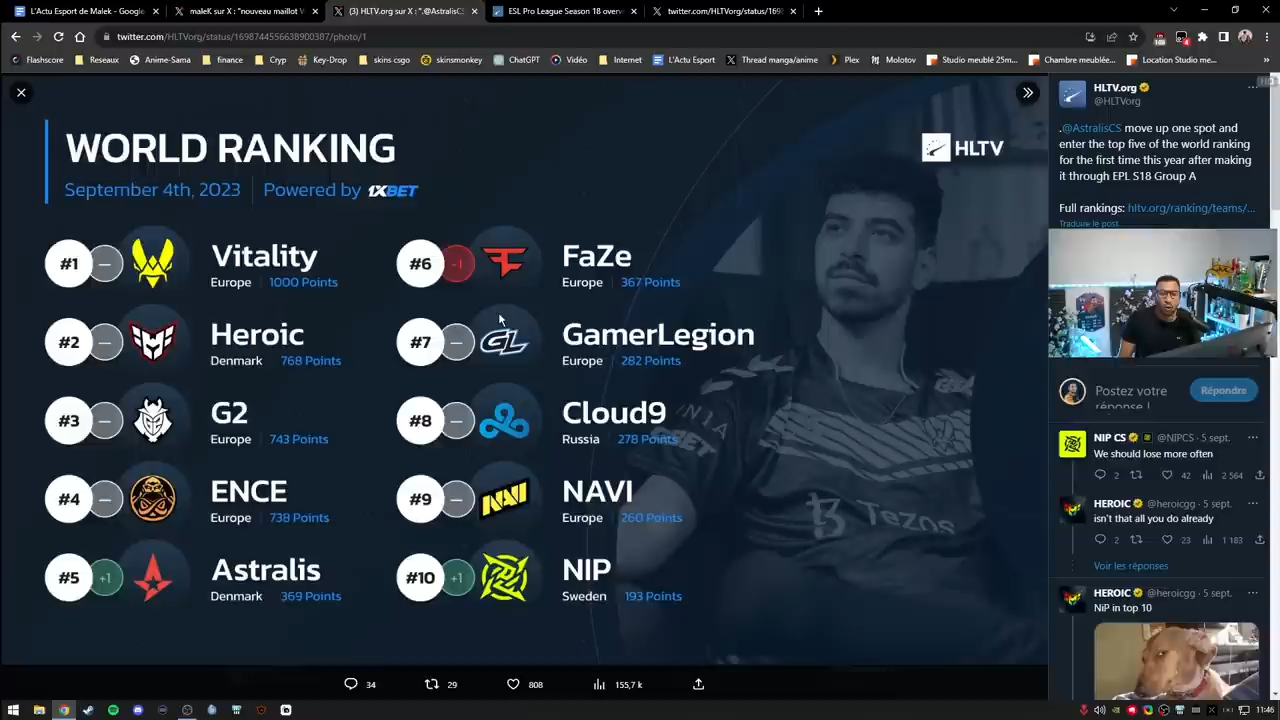 L'Actu Esport de Malek - Google
maleK sur X : "nouveau maillot V
(3) HLTV.org sur X : ".@AstralisCS
ESL Pro League Season 18 overv
twitter.com/HLTVorg/status/1698
twitter.com/HLTVorg/status/1698744556638900387/photo/1
Flashscore
Reseaux
Anime-Sama
finance
Cryp
Key-Drop
skins csgo
skinsmonkey
ChatGPT
Vidéo
Internet
L'Actu Esport
Thread manga/anime
Plex
Molotov
Studio meublé 25m...
Chambre meublée...
Location Studio me...
WORLD RANKING
September 4th, 2023
Powered by 1XBET
HLTV
#1 – Vitality
Europe 1000 Points
#2 – Heroic
Denmark 768 Points
#3 – G2
Europe 743 Points
#4 – ENCE
Europe 738 Points
#5 +1 Astralis
Denmark 369 Points
#6 -1 FaZe
Europe 367 Points
#7 – GamerLegion
Europe 282 Points
#8 – Cloud9
Russia 278 Points
#9 – NAVI
Europe 260 Points
#10 +1 NIP
Sweden 193 Points
Tezos
34
29
808
155,7 k
HLTV.org
@HLTVorg
.@AstralisCS move up one spot and
enter the top five of the world ranking
for the first time this year after making
it through EPL S18 Group A
Full rankings: hltv.org/ranking/teams/...
Traduire le post
Postez votre
réponse !
Répondre
NIP CS @NIPCS · 5 sept.
We should lose more often
2 42 2 564
HEROIC @heroicgg · 5 sept.
isn't that all you do already
2 23 1 183
Voir les réponses
HEROIC @heroicgg · 5 sept.
NiP in top 10
11:46